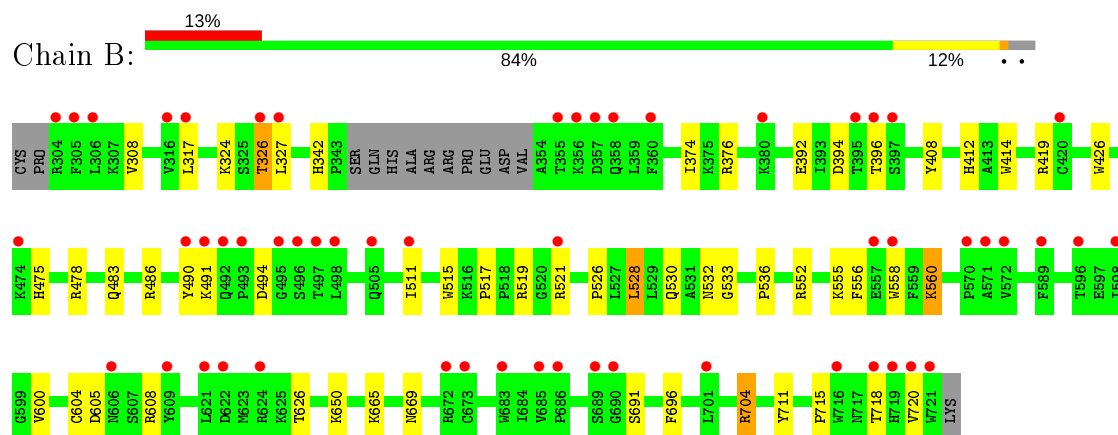 13%
Chain B:
84% 12% • •
CYS PRO R304 F305 L306 K307 V308 V316 L317 K324 S325 T326 L327 H342 P343 SER GLN HIS ALA ARG ARG PRO GLU ASP VAL A354 T355 K356 D357 Q358 L359 F360 I374 K375 R376 K380 E392 I393 D394 T395 T396 S397 Y408 H412 A413 W414 R419 C420 W426
K474 H475 R478 Q483 R486 Y490 K491 Q492 P493 D494 G495 S496 T497 L498 Q505 I511 W515 K516 P517 P518 R519 G520 R521 P526 L527 L528 L529 Q530 A531 N532 G533 P536 R552 K555 F556 E557 W558 F559 K560 P570 A571 V572 F589 T596 E597 I598
G599 V600 C604 D605 N606 S607 R608 Y609 L621 D622 M623 R624 K625 T626 K650 K665 N669 R672 C673 W683 I684 V685 P686 S689 G690 S691 F696 L701 R704 Y711 P715 W716 N717 T718 H719 V720 W721 LYS